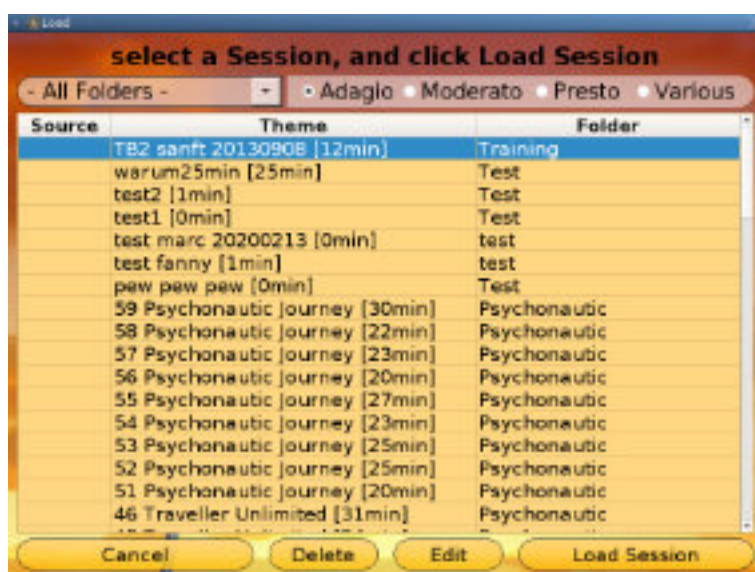 Load
select a Session, and click Load Session
- All Folders - Adagio Moderato Presto Various
Source Theme Folder
TB2 sanft 20130908 [12min] Training
warum25min [25min] Test
test2 [1min] Test
test1 [0min] Test
test marc 20200213 [0min] test
test fanny [1min] test
pew pew pew [0min] Test
59 Psychonautic Journey [30min] Psychonautic
58 Psychonautic Journey [22min] Psychonautic
57 Psychonautic Journey [23min] Psychonautic
56 Psychonautic Journey [20min] Psychonautic
55 Psychonautic Journey [27min] Psychonautic
54 Psychonautic Journey [23min] Psychonautic
53 Psychonautic Journey [25min] Psychonautic
52 Psychonautic Journey [25min] Psychonautic
51 Psychonautic Journey [20min] Psychonautic
46 Traveller Unlimited [31min] Psychonautic
Cancel Delete Edit Load Session